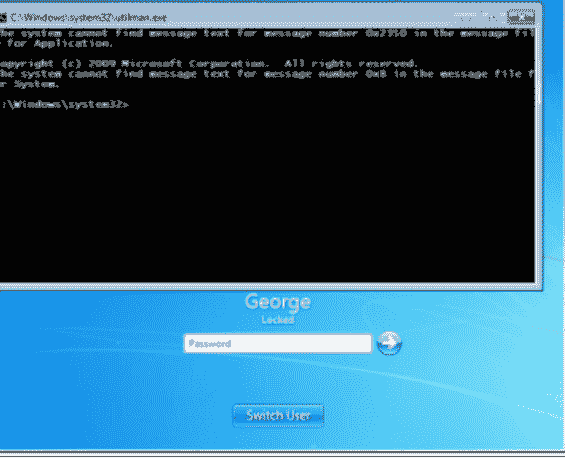 C:\Windows\system32\utilman.exe
he system cannot find message text for message number 0x2350 in the message fil
for Application.
opyright (c) 2009 Microsoft Corporation. All rights reserved.
he system cannot find message text for message number 0x8 in the message file f
r System.
:\Windows\system32>
George
Locked
Password
Switch User